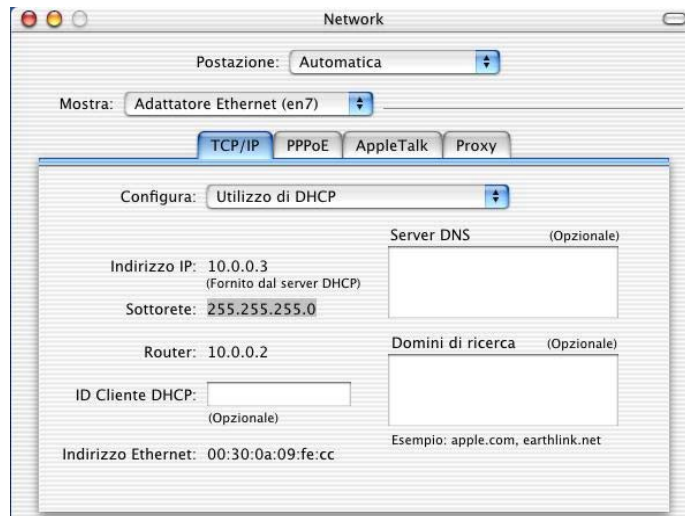 Network
Postazione: Automatica
Mostra: Adattatore Ethernet (en7)
TCP/IP PPPoE AppleTalk Proxy
Configura: Utilizzo di DHCP
Server DNS (Opzionale)
Indirizzo IP: 10.0.0.3
(Fornito dal server DHCP)
Sottorete: 255.255.255.0
Domini di ricerca (Opzionale)
Router: 10.0.0.2
ID Cliente DHCP:
(Opzionale)
Esempio: apple.com, earthlink.net
Indirizzo Ethernet: 00:30:0a:09:fe:cc